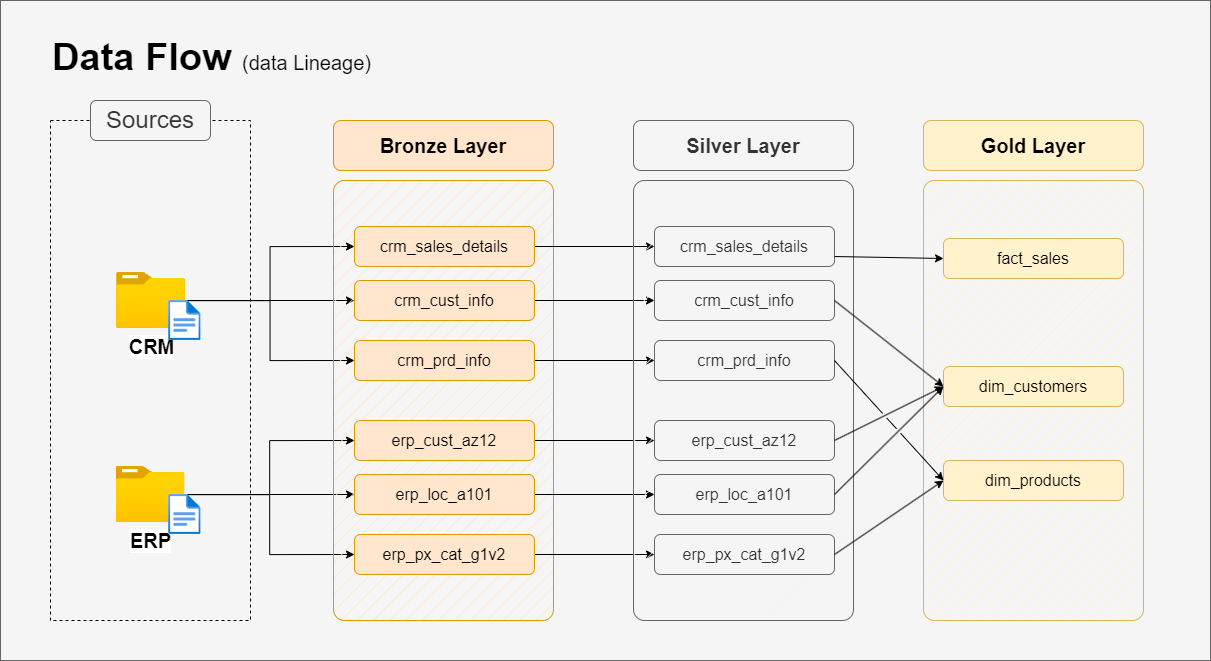 Data Flow (data Lineage)
Sources
Bronze Layer
Silver Layer
Gold Layer
crm_sales_details
crm_sales_details
fact_sales
crm_cust_info
crm_cust_info
CRM
crm_prd_info
crm_prd_info
dim_customers
erp_cust_az12
erp_cust_az12
dim_products
erp_loc_a101
erp_loc_a101
ERP
erp_px_cat_g1v2
erp_px_cat_g1v2